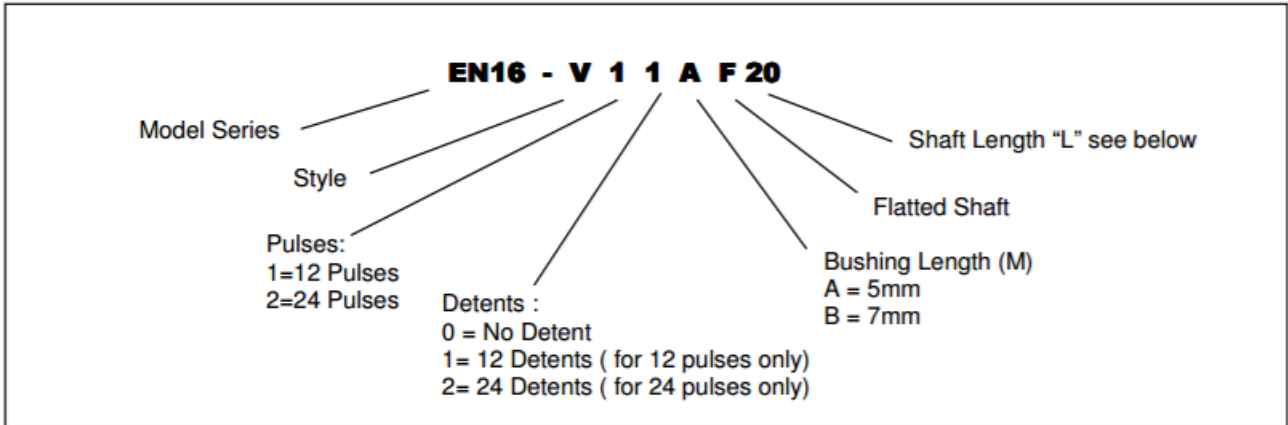 EN16 - V 1 1 A F 20
Model Series
Shaft Length “L” see below
Style
Flatted Shaft
Pulses:
1=12 Pulses
2=24 Pulses
Bushing Length (M)
A = 5mm
B = 7mm
Detents :
0 = No Detent
1= 12 Detents ( for 12 pulses only)
2= 24 Detents ( for 24 pulses only)